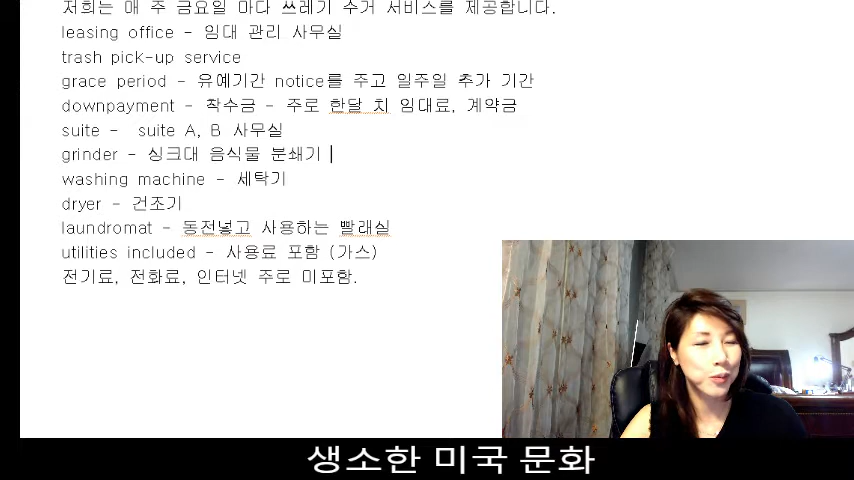 저희는 매 주 금요일 마다 쓰레기 수거 서비스를 제공합니다.
leasing office - 임대 관리 사무실
trash pick-up service
grace period - 유예기간 notice를 주고 일주일 추가 기간
downpayment - 착수금 - 주로 한달 치 임대료, 계약금
suite - suite A, B 사무실
grinder - 싱크대 음식물 분쇄기
washing machine - 세탁기
dryer - 건조기
laundromat - 동전넣고 사용하는 빨래실
utilities included - 사용료 포함 (가스)
전기료, 전화료, 인터넷 주로 미포함.
생소한 미국 문화